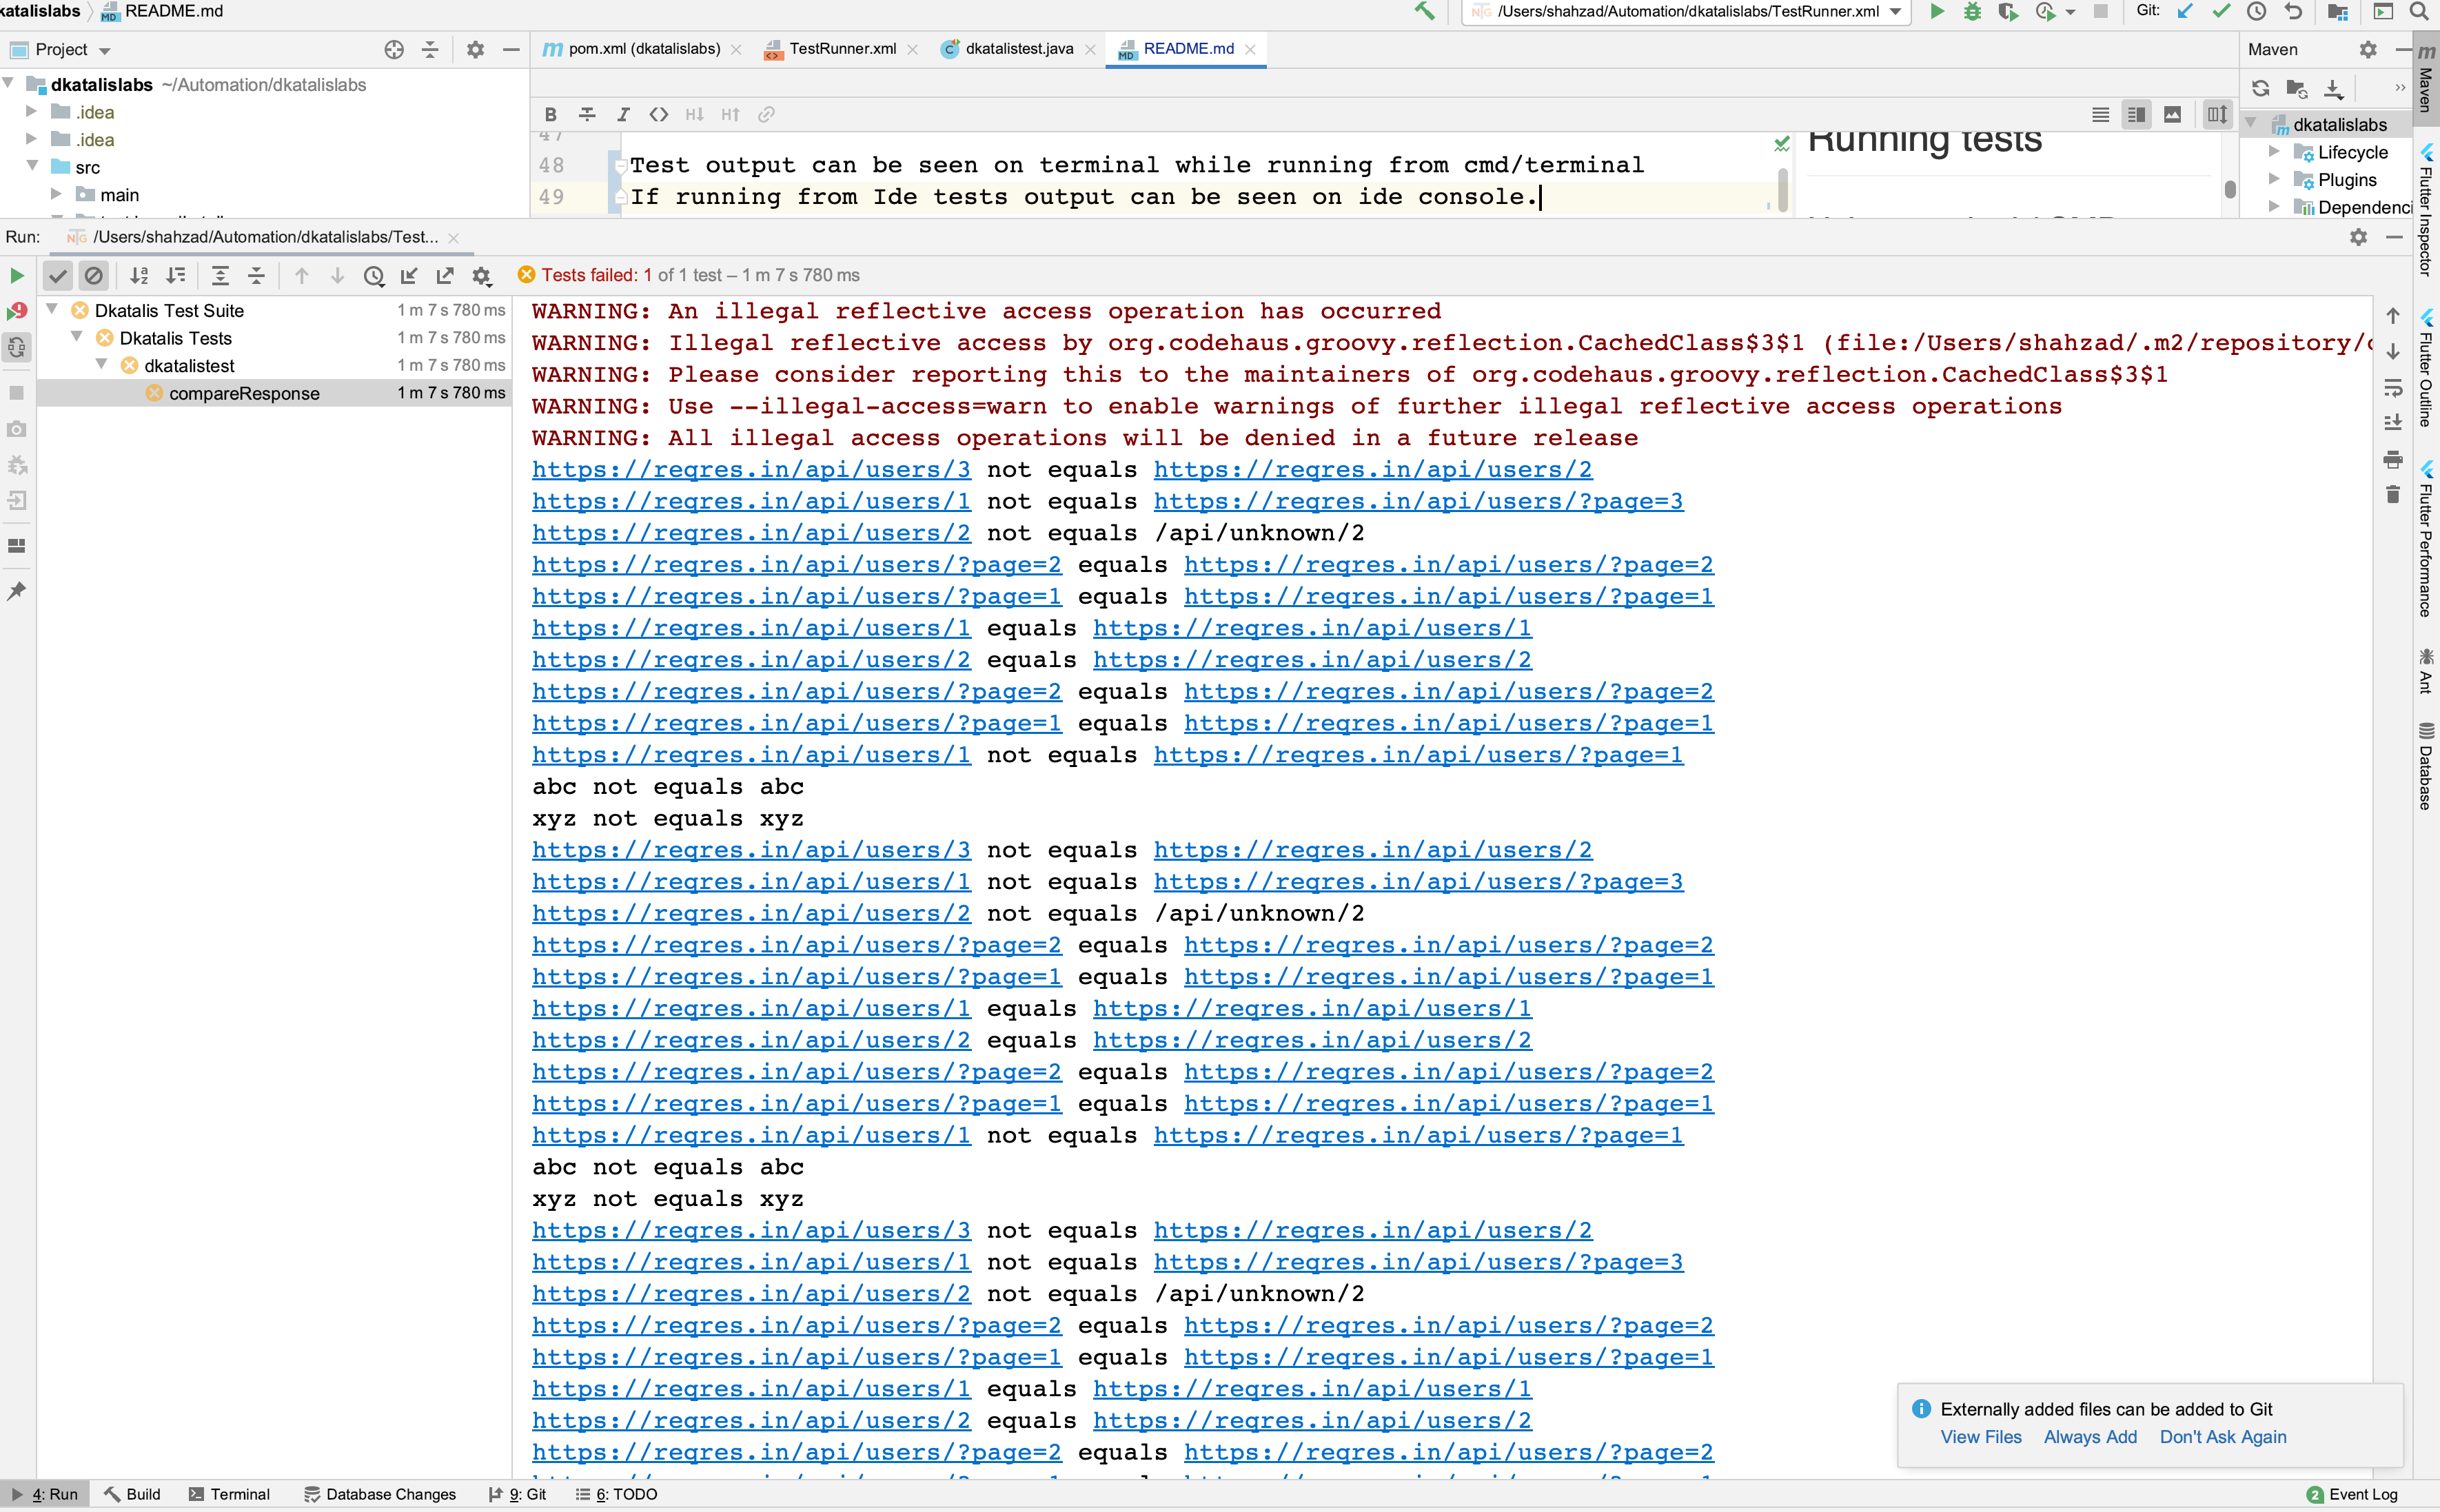 katalislabs README.md
/Users/shahzad/Automation/dkatalislabs/TestRunner.xml
Git:
Project
pom.xml (dkatalislabs)
TestRunner.xml
dkatalistest.java
README.md
Maven
dkatalislabs ~/Automation/dkatalislabs
.idea
.idea
src
main
47
48 Test output can be seen on terminal while running from cmd/terminal
49 If running from Ide tests output can be seen on ide console.
Running tests
dkatalislabs
Lifecycle
Plugins
Dependenci
Run: /Users/shahzad/Automation/dkatalislabs/Test...
Tests failed: 1 of 1 test – 1 m 7 s 780 ms
Dkatalis Test Suite 1 m 7 s 780 ms
Dkatalis Tests 1 m 7 s 780 ms
dkatalistest 1 m 7 s 780 ms
compareResponse 1 m 7 s 780 ms
WARNING: An illegal reflective access operation has occurred
WARNING: Illegal reflective access by org.codehaus.groovy.reflection.CachedClass$3$1 (file:/Users/shahzad/.m2/repository/
WARNING: Please consider reporting this to the maintainers of org.codehaus.groovy.reflection.CachedClass$3$1
WARNING: Use --illegal-access=warn to enable warnings of further illegal reflective access operations
WARNING: All illegal access operations will be denied in a future release
https://reqres.in/api/users/3 not equals https://reqres.in/api/users/2
https://reqres.in/api/users/1 not equals https://reqres.in/api/users/?page=3
https://reqres.in/api/users/2 not equals /api/unknown/2
https://reqres.in/api/users/?page=2 equals https://reqres.in/api/users/?page=2
https://reqres.in/api/users/?page=1 equals https://reqres.in/api/users/?page=1
https://reqres.in/api/users/1 equals https://reqres.in/api/users/1
https://reqres.in/api/users/2 equals https://reqres.in/api/users/2
https://reqres.in/api/users/?page=2 equals https://reqres.in/api/users/?page=2
https://reqres.in/api/users/?page=1 equals https://reqres.in/api/users/?page=1
https://reqres.in/api/users/1 not equals https://reqres.in/api/users/?page=1
abc not equals abc
xyz not equals xyz
https://reqres.in/api/users/3 not equals https://reqres.in/api/users/2
https://reqres.in/api/users/1 not equals https://reqres.in/api/users/?page=3
https://reqres.in/api/users/2 not equals /api/unknown/2
https://reqres.in/api/users/?page=2 equals https://reqres.in/api/users/?page=2
https://reqres.in/api/users/?page=1 equals https://reqres.in/api/users/?page=1
https://reqres.in/api/users/1 equals https://reqres.in/api/users/1
https://reqres.in/api/users/2 equals https://reqres.in/api/users/2
https://reqres.in/api/users/?page=2 equals https://reqres.in/api/users/?page=2
https://reqres.in/api/users/?page=1 equals https://reqres.in/api/users/?page=1
https://reqres.in/api/users/1 not equals https://reqres.in/api/users/?page=1
abc not equals abc
xyz not equals xyz
https://reqres.in/api/users/3 not equals https://reqres.in/api/users/2
https://reqres.in/api/users/1 not equals https://reqres.in/api/users/?page=3
https://reqres.in/api/users/2 not equals /api/unknown/2
https://reqres.in/api/users/?page=2 equals https://reqres.in/api/users/?page=2
https://reqres.in/api/users/?page=1 equals https://reqres.in/api/users/?page=1
https://reqres.in/api/users/1 equals https://reqres.in/api/users/1
https://reqres.in/api/users/2 equals https://reqres.in/api/users/2
https://reqres.in/api/users/?page=2 equals https://reqres.in/api/users/?page=2
Maven
Flutter Inspector
Flutter Outline
Flutter Performance
Ant
Database
Externally added files can be added to Git
View Files Always Add Don't Ask Again
4: Run
Build
Terminal
Database Changes
9: Git
6: TODO
2 Event Log